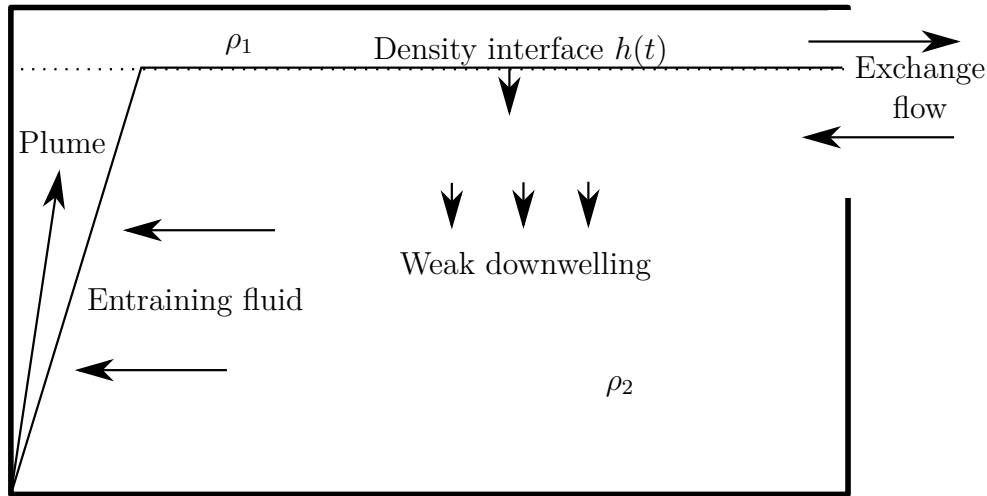 ρ₁
Density interface h(t)
Exchange
flow
Plume
Weak downwelling
Entraining fluid
ρ₂